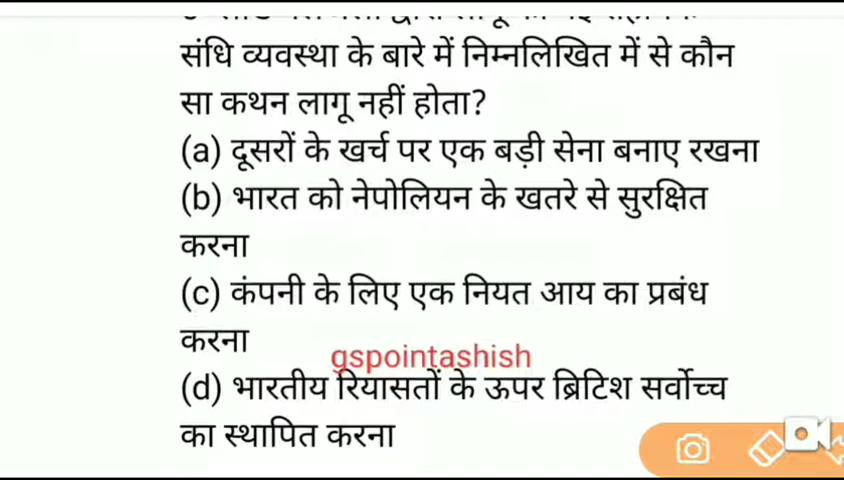 संधि व्यवस्था के बारे में निम्नलिखित में से कौन
सा कथन लागू नहीं होता?
(a) दूसरों के खर्च पर एक बड़ी सेना बनाए रखना
(b) भारत को नेपोलियन के खतरे से सुरक्षित
करना
(c) कंपनी के लिए एक नियत आय का प्रबंध
करना
gspointashish
(d) भारतीय रियासतों के ऊपर ब्रिटिश सर्वोच्च
का स्थापित करना